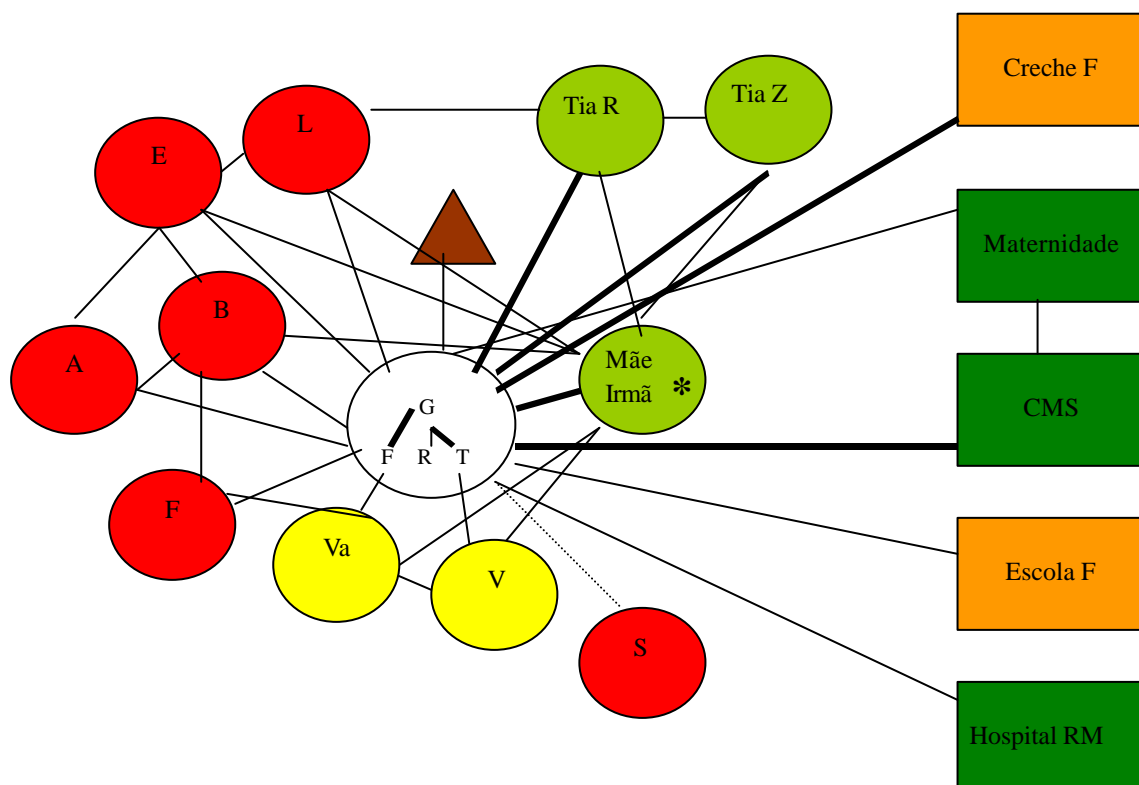 Creche F
Tia Z
Tia R
L
E
Maternidade
B
A
Mãe
Irmã *
CMS
G
F R T
F
Va
V
Escola F
S
Hospital RM